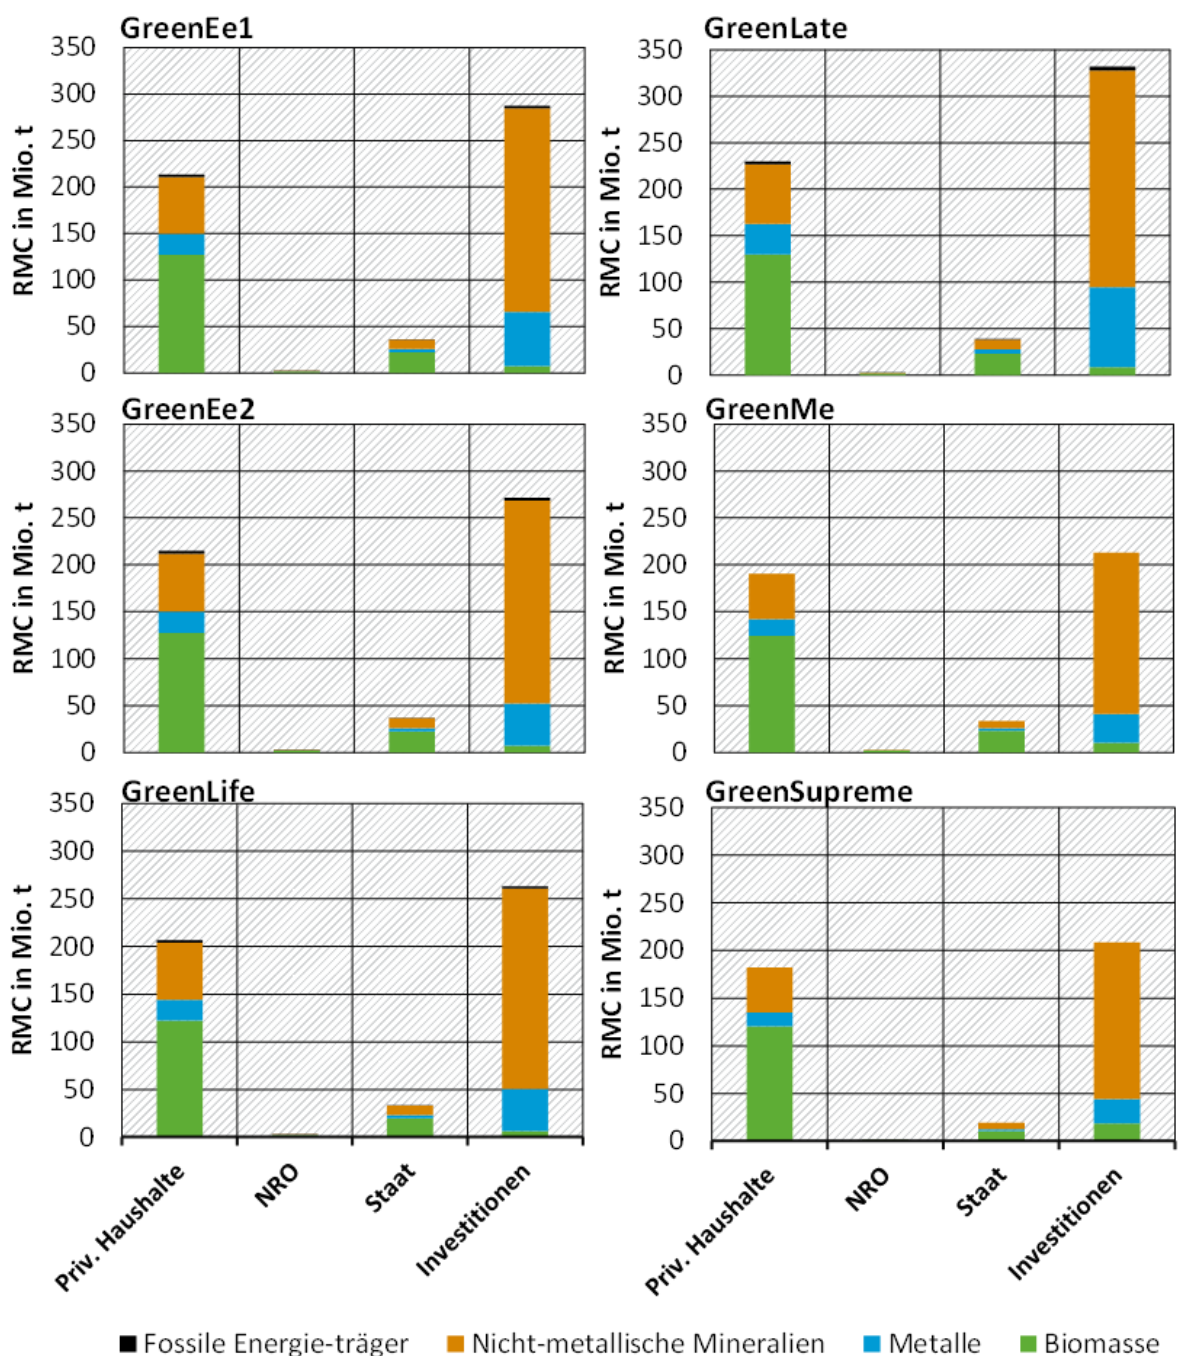 GreenEe1
RMC in Mio. t
350
300
250
200
150
100
50
0
GreenLate
RMC in Mio. t
350
300
250
200
150
100
50
0
GreenEe2
RMC in Mio. t
350
300
250
200
150
100
50
0
GreenMe
RMC in Mio. t
350
300
250
200
150
100
50
0
GreenLife
RMC in Mio. t
350
300
250
200
150
100
50
0
Priv. Haushalte
NRO
Staat
Investitionen
GreenSupreme
RMC in Mio. t
350
300
250
200
150
100
50
0
Priv. Haushalte
NRO
Staat
Investitionen
Fossile Energie-träger Nicht-metallische Mineralien Metalle Biomasse